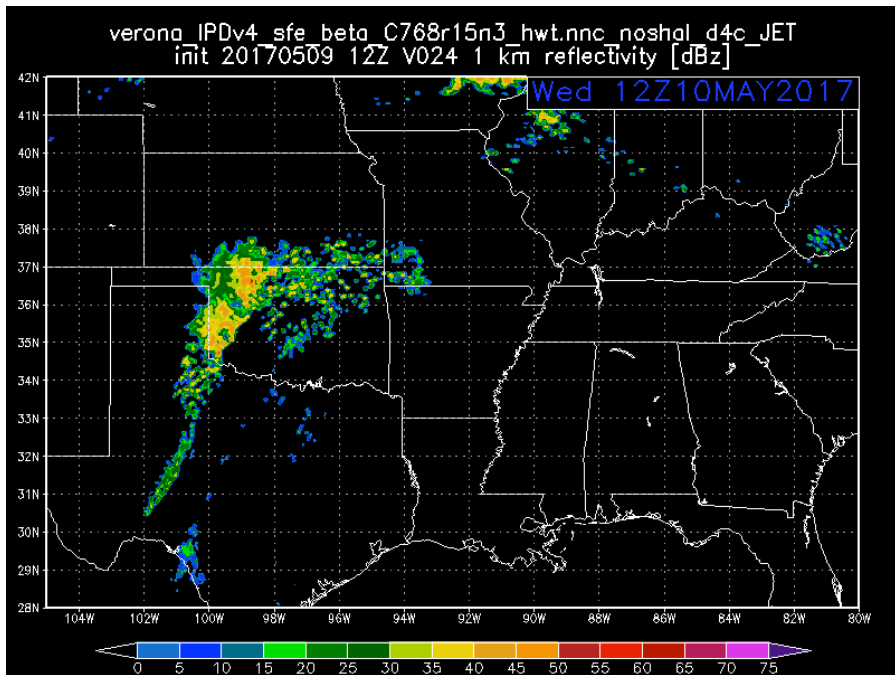 verona_IPDv4_sfe_beta_C768r15n3_hwt.nnc_noshal_d4c_JET
init 20170509 12Z V024 1 km reflectivity [dBz]
Wed 12Z10MAY2017
42N
41N
40N
39N
38N
37N
36N
35N
34N
33N
32N
31N
30N
29N
28N
104W 102W 100W 98W 96W 94W 92W 90W 88W 86W 84W 82W 80W
0 5 10 15 20 25 30 35 40 45 50 55 60 65 70 75